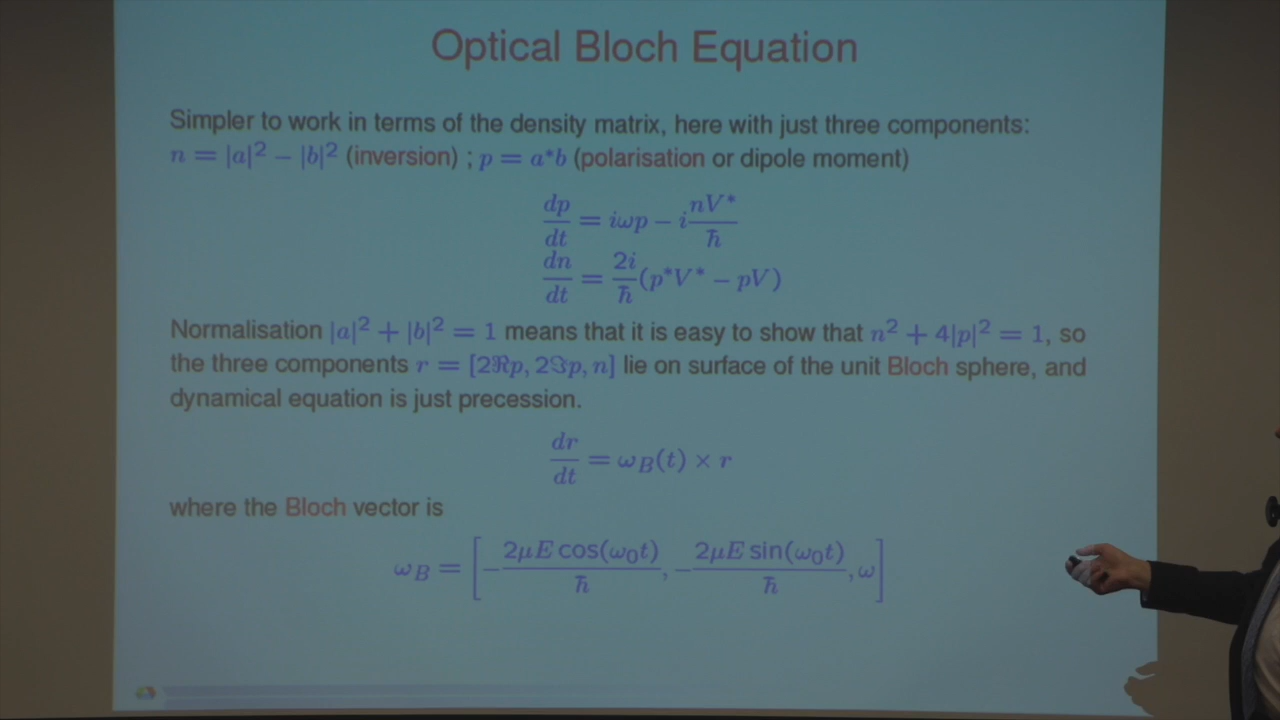 Optical Bloch Equation
Simpler to work in terms of the density matrix, here with just three components:
n = |a|² − |b|² (inversion) ; p = a*b (polarisation or dipole moment)
dp/dt = iωp − i nV*/ħ
dn/dt = 2i/ħ (p*V* − pV)
Normalisation |a|² + |b|² = 1 means that it is easy to show that n² + 4|p|² = 1, so
the three components r = [2ℜp, 2ℑp, n] lie on surface of the unit Bloch sphere, and
dynamical equation is just precession.
dr/dt = ω_B(t) × r
where the Bloch vector is
ω_B = [−2μE cos(ω₀t)/ħ, −2μE sin(ω₀t)/ħ, ω]